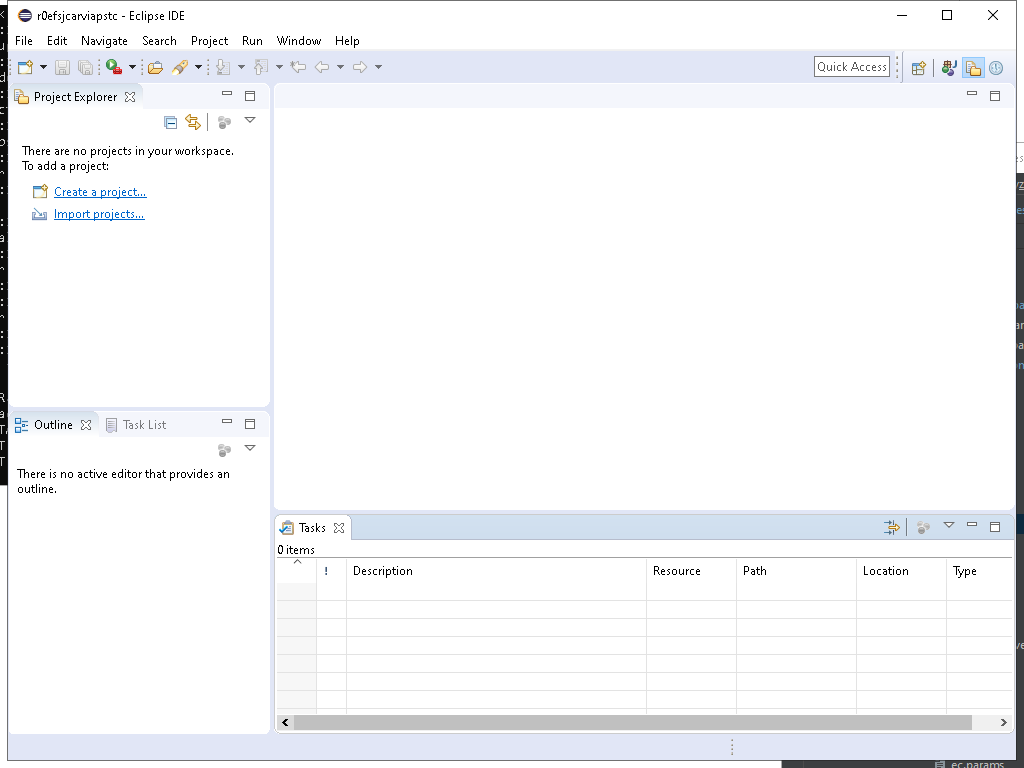 r0efsjcarviapstc - Eclipse IDE
File Edit Navigate Search Project Run Window Help
Quick Access
Project Explorer
There are no projects in your workspace.
To add a project:
Create a project...
Import projects...
Outline Task List
There is no active editor that provides an
outline.
Tasks
0 items
! Description Resource Path Location Type
ec.params